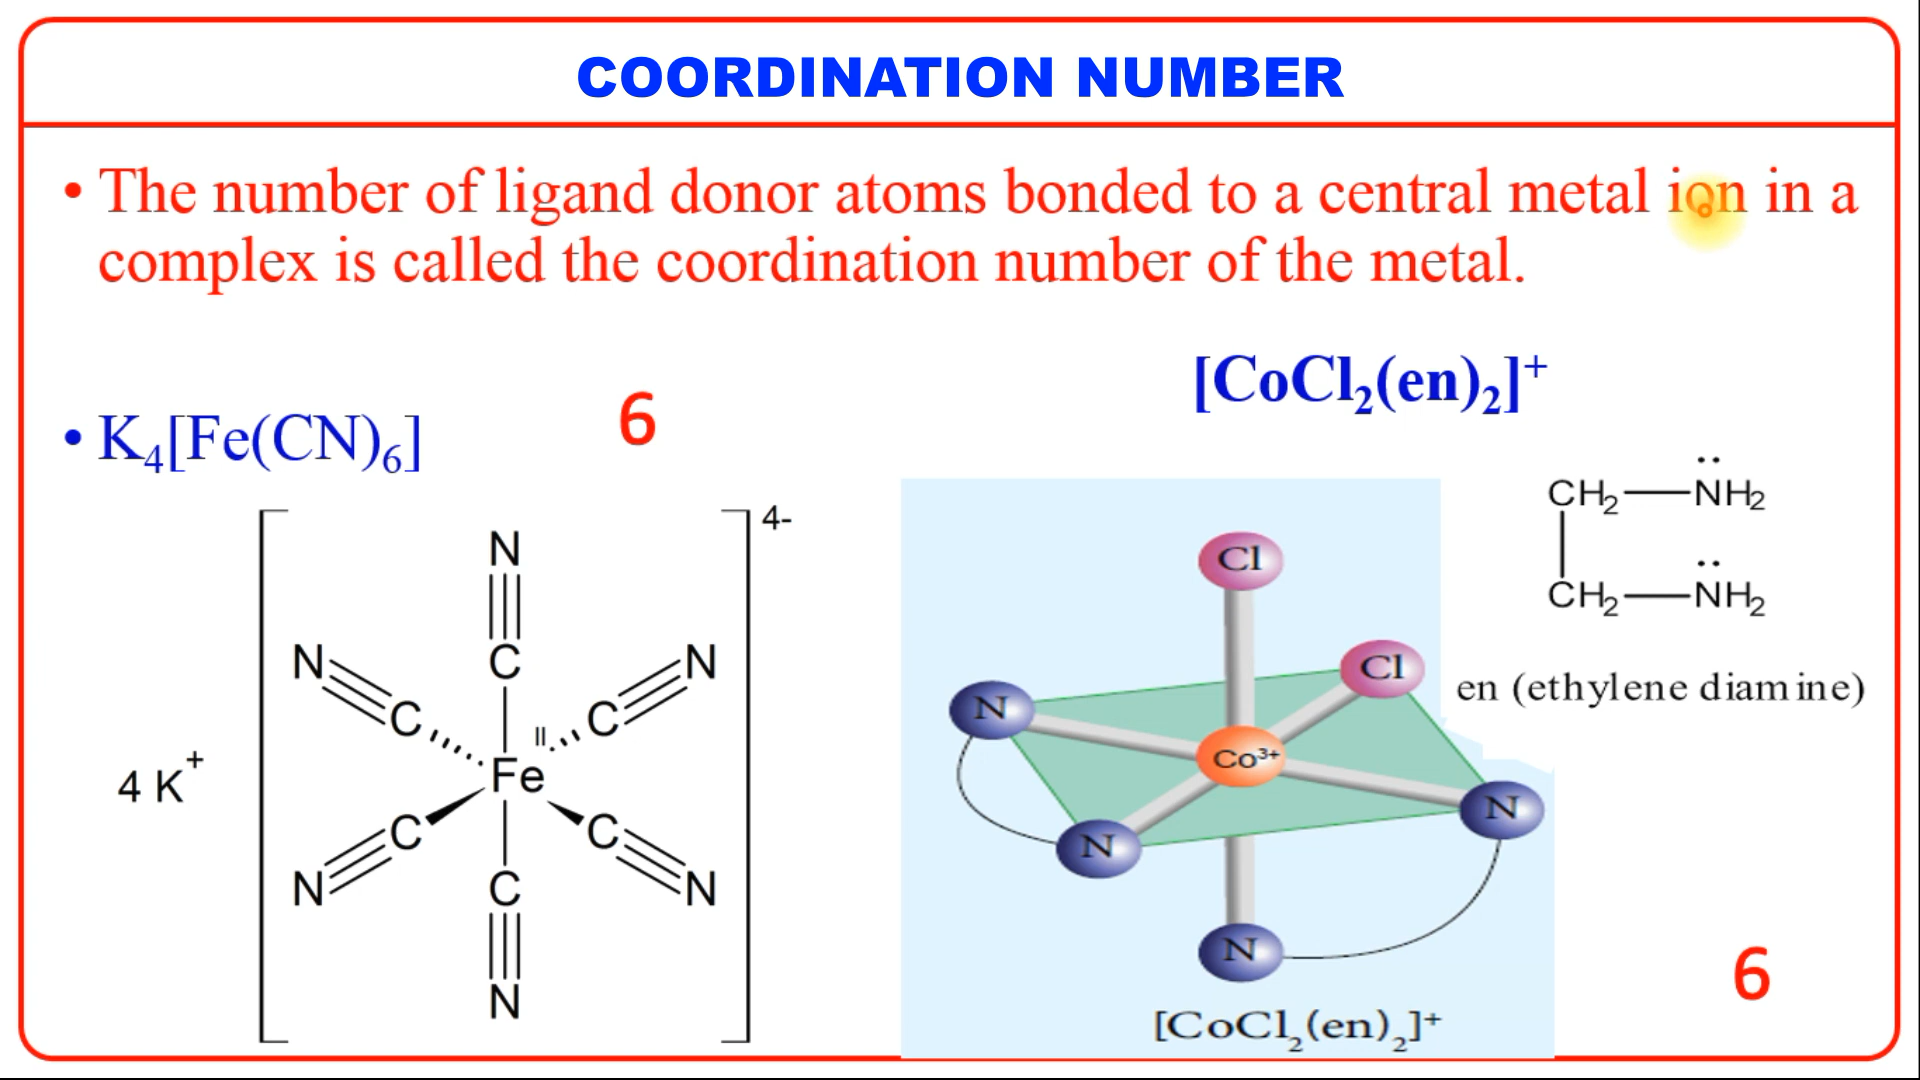 COORDINATION NUMBER
• The number of ligand donor atoms bonded to a central metal ion in a
complex is called the coordination number of the metal.
• K₄[Fe(CN)₆]
6
4 K⁺
4-
N
C
N
C
C
N
II
Fe
N
C
C
N
C
N
[CoCl₂(en)₂]⁺
CH₂—NH₂
CH₂—NH₂
en (ethylene diamine)
Cl
Cl
N
Co³⁺
N
N
N
[CoCl₂(en)₂]⁺
6